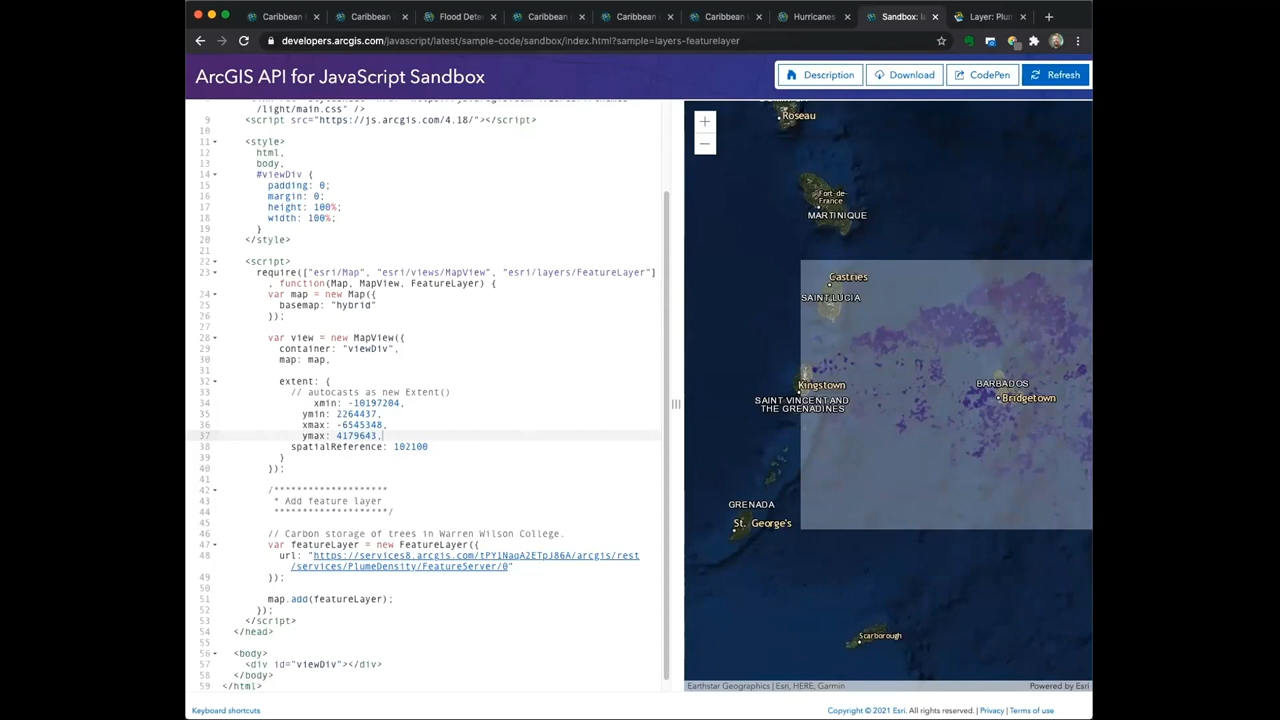 Caribbean
Caribbean
Flood Dete
Caribbean
Caribbean
Caribbean
Hurricanes
Sandbox: l
Layer: Plu
developers.arcgis.com/javascript/latest/sample-code/sandbox/index.html?sample=layers-featurelayer
ArcGIS API for JavaScript Sandbox
Description
Download
CodePen
Refresh
/light/main.css" />
9 <script src="https://js.arcgis.com/4.18/"></script>
10
11 <style>
12 html,
13 body,
14 #viewDiv {
15 padding: 0;
16 margin: 0;
17 height: 100%;
18 width: 100%;
19 }
20 </style>
21
22 <script>
23 require(["esri/Map", "esri/views/MapView", "esri/layers/FeatureLayer"]
, function(Map, MapView, FeatureLayer) {
24 var map = new Map({
25 basemap: "hybrid"
26 });
27
28 var view = new MapView({
29 container: "viewDiv",
30 map: map,
31
32 extent: {
33 // autocasts as new Extent()
34 xmin: -10197204,
35 ymin: 2264437,
36 xmax: -6545348,
37 ymax: 4179643,
38 spatialReference: 102100
39 }
40 });
41
42 /********************
43 * Add feature layer
44 ********************/
45
46 // Carbon storage of trees in Warren Wilson College.
47 var featureLayer = new FeatureLayer({
48 url: "https://services8.arcgis.com/tPY1NaqA2ETpJ86A/arcgis/rest
/services/PlumeDensity/FeatureServer/0"
49 });
50
51 map.add(featureLayer);
52 });
53 </script>
54 </head>
55
56 <body>
57 <div id="viewDiv"></div>
58 </body>
59 </html>
+
−
Roseau
Fort-de-
France
MARTINIQUE
Castries
SAINT LUCIA
Kingstown
SAINT VINCENT AND
THE GRENADINES
BARBADOS
Bridgetown
GRENADA
St. George's
Scarborough
Earthstar Geographics | Esri, HERE, Garmin
Powered by Esri
Keyboard shortcuts
Copyright © 2021 Esri. All rights reserved. | Privacy | Terms of use